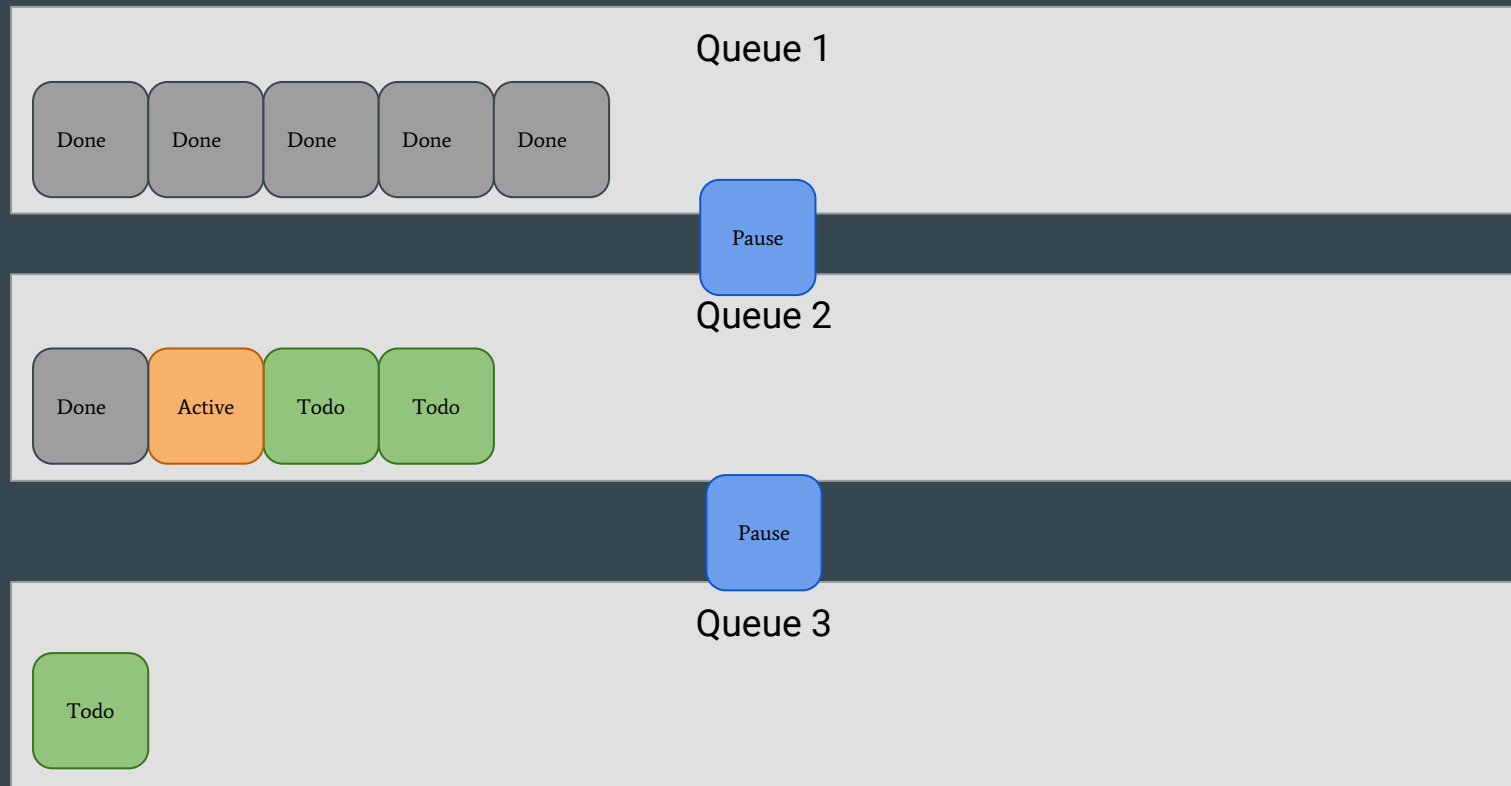 Queue 1
Done Done Done Done Done
Pause
Queue 2
Done Active Todo Todo
Pause
Queue 3
Todo